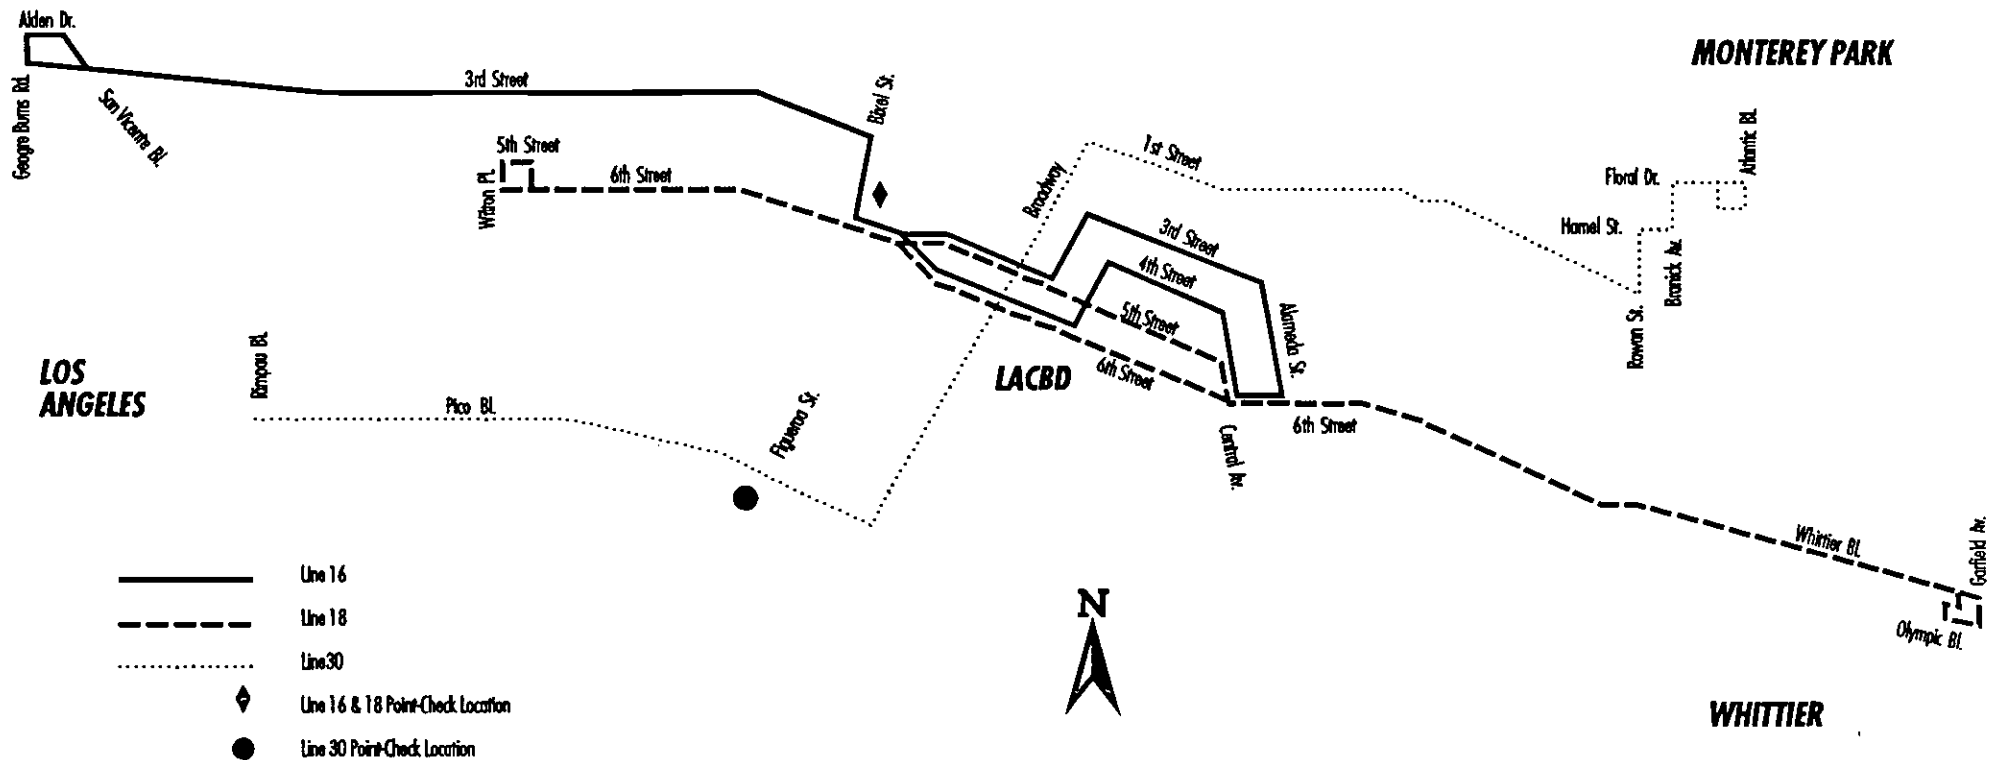 Alden Dr.
MONTEREY PARK
3rd Street
Bixel St.
Geogre Burns Rd.
San Vicente Bl.
5th Street
6th Street
Wilton Pl.
Broadway
1st Street
Atlantic Bl.
Floral Dr.
Hamel St.
3rd Street
4th Street
5th Street
6th Street
Alameda St.
Brannick Av.
Rowan St.
LOS
ANGELES
Rimpau Bl.
Pico Bl.
LACBD
Figueroa St.
Central Av.
6th Street
Whittier Bl.
Garfield Av.
Olympic Bl.
Line 16
Line 18
Line 30
Line 16 & 18 Point-Check Location
Line 30 Point-Check Location
N
WHITTIER